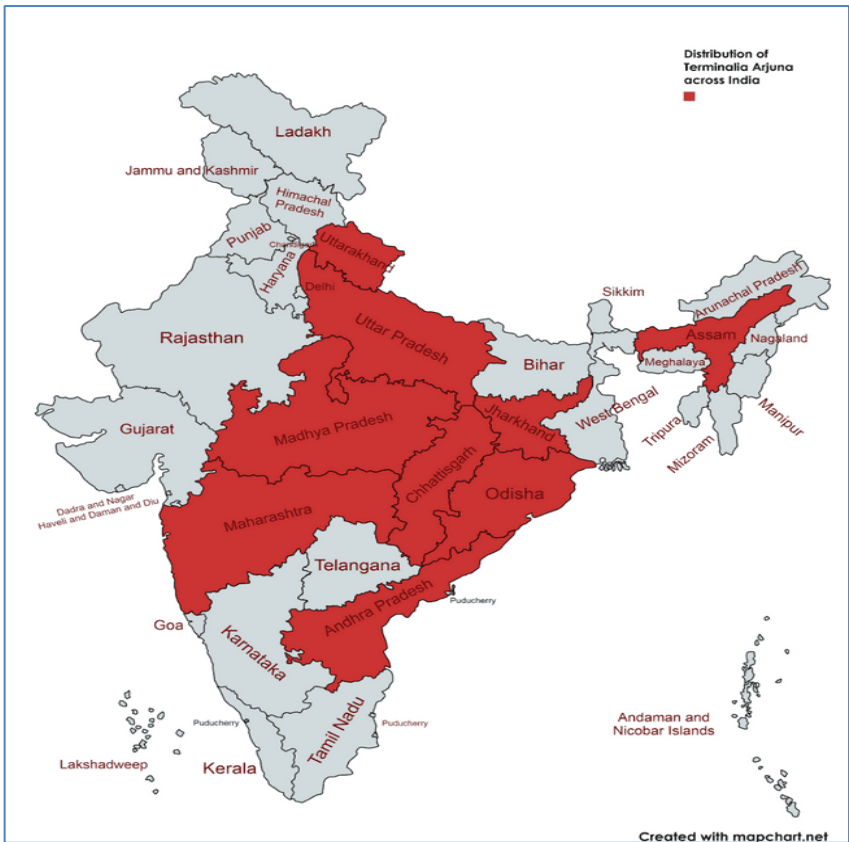 Distribution of
Terminalia Arjuna
across India
Ladakh
Jammu and Kashmir
Himachal
Pradesh
Punjab
Chandigarh
Uttarakhand
Haryana
Delhi
Sikkim
Arunachal Pradesh
Rajasthan
Uttar Pradesh
Assam
Nagaland
Bihar
Meghalaya
Gujarat
Madhya Pradesh
Jharkhand
West Bengal
Tripura
Manipur
Mizoram
Chhattisgarh
Dadra and Nagar
Haveli and Daman and Diu
Maharashtra
Odisha
Telangana
Andhra Pradesh
Puducherry
Goa
Karnataka
Puducherry
Puducherry
Tamil Nadu
Andaman and
Nicobar Islands
Lakshadweep
Kerala
Created with mapchart.net